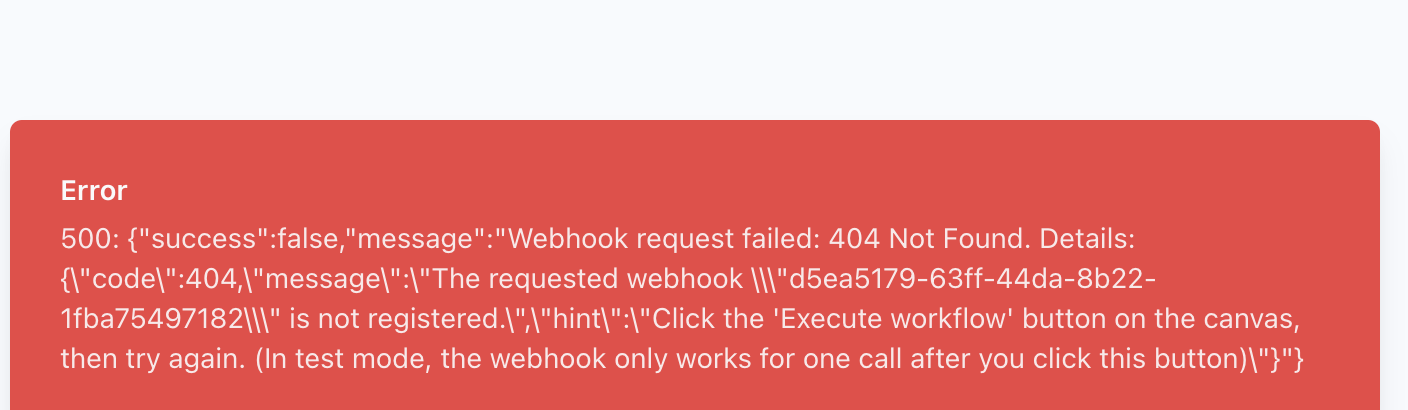 Error
500: {"success":false,"message":"Webhook request failed: 404 Not Found. Details:
{\"code\":404,\"message\":\"The requested webhook \\\"d5ea5179-63ff-44da-8b22-
1fba75497182\\\" is not registered.\",\"hint\":\"Click the 'Execute workflow' button on the canvas,
then try again. (In test mode, the webhook only works for one call after you click this button)\"}"}